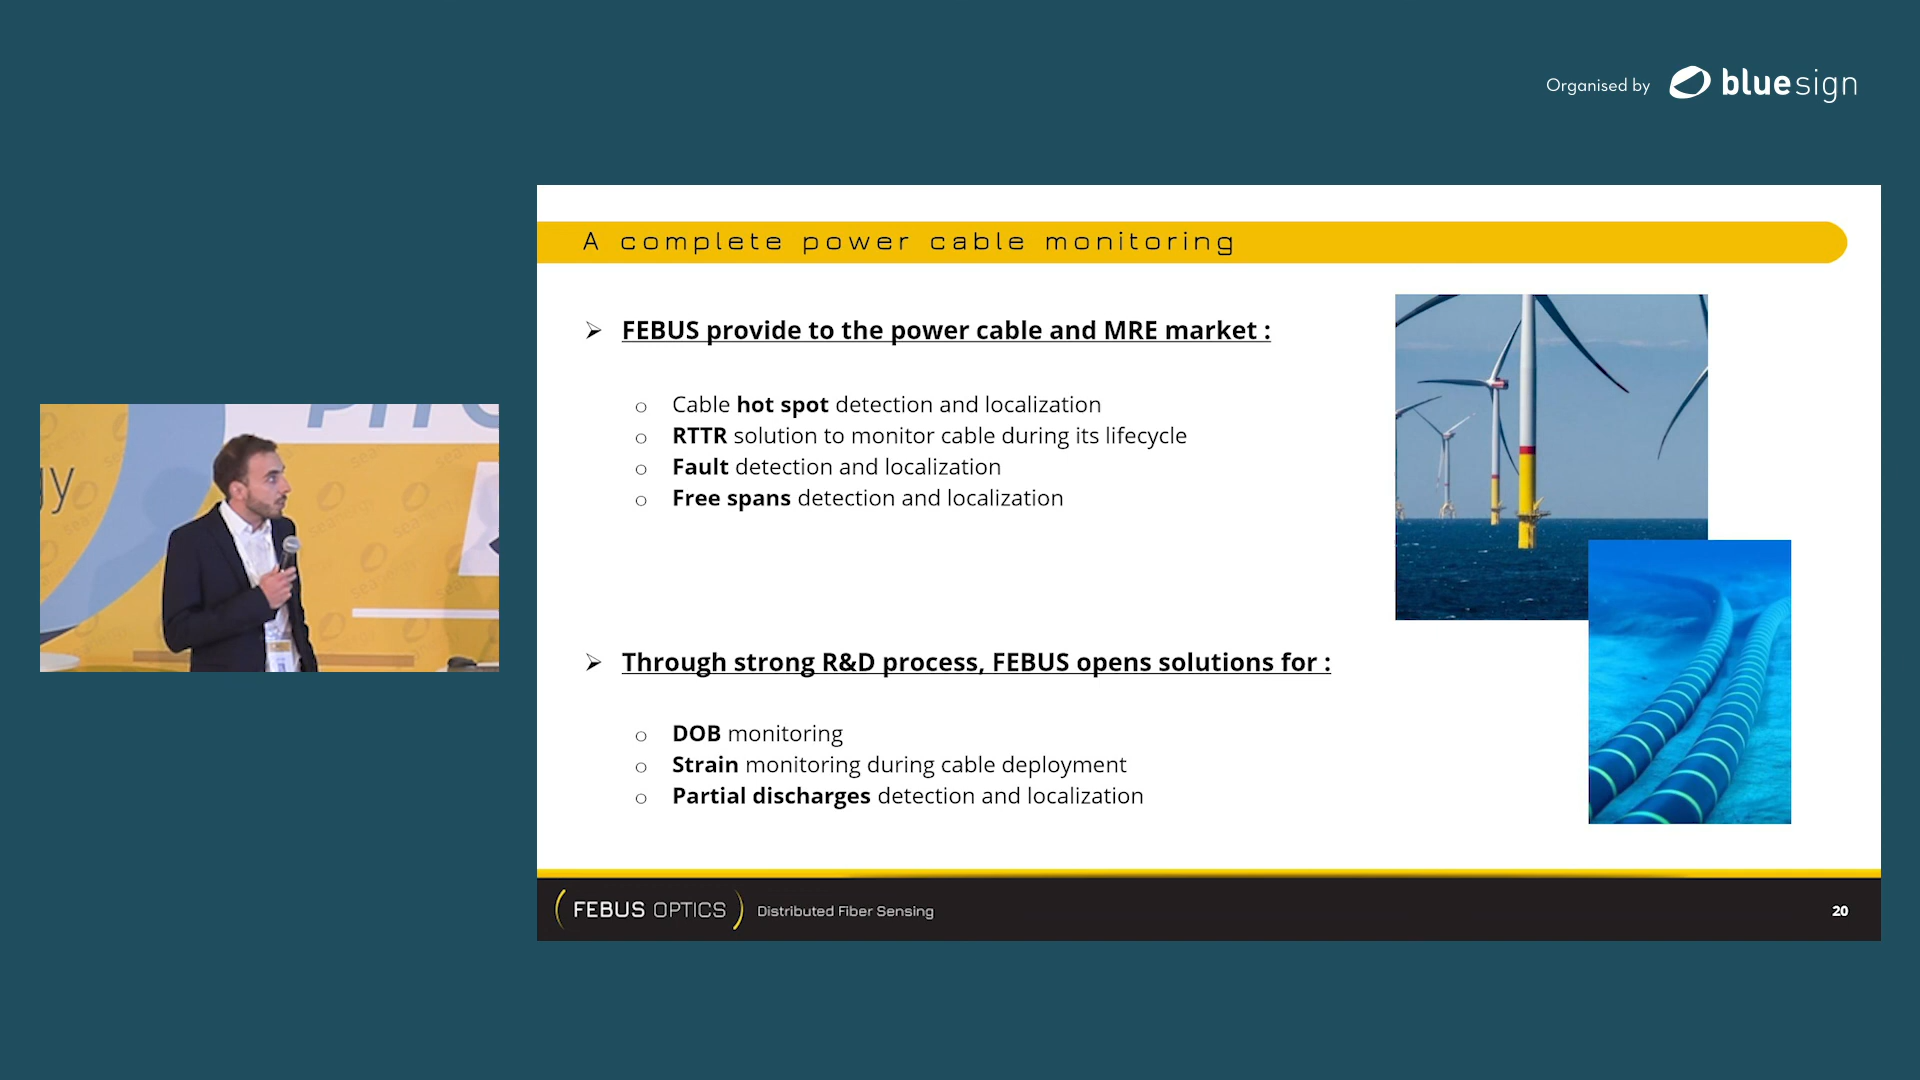 Organised by bluesign
A complete power cable monitoring
➢ FEBUS provide to the power cable and MRE market :
o Cable hot spot detection and localization
o RTTR solution to monitor cable during its lifecycle
o Fault detection and localization
o Free spans detection and localization
gy
➢ Through strong R&D process, FEBUS opens solutions for :
o DOB monitoring
o Strain monitoring during cable deployment
o Partial discharges detection and localization
FEBUS OPTICS Distributed Fiber Sensing
20